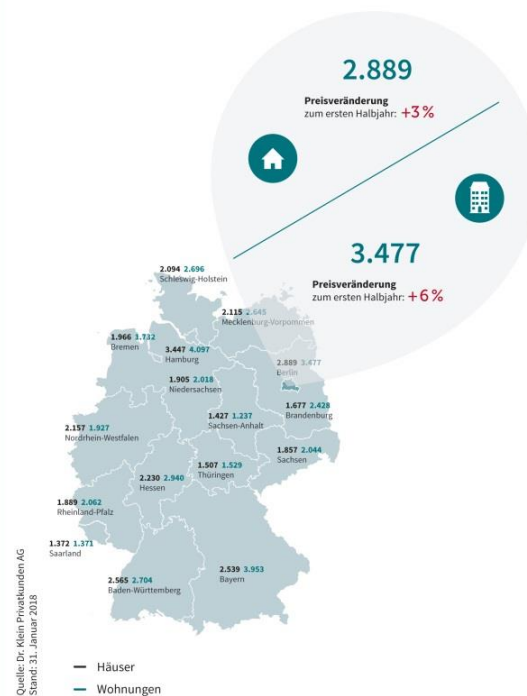 2.889
Preisveränderung
zum ersten Halbjahr: +3 %
3.477
Preisveränderung
zum ersten Halbjahr: +6 %
2.094 2.696
Schleswig-Holstein
2.115 2.645
Mecklenburg-Vorpommern
1.966 1.732
Bremen
3.447 4.097
Hamburg
2.889 3.477
Berlin
1.905 2.018
Niedersachsen
1.677 2.428
Brandenburg
1.427 1.237
Sachsen-Anhalt
2.157 1.927
Nordrhein-Westfalen
1.857 2.044
Sachsen
1.507 1.529
Thüringen
2.230 2.940
Hessen
1.889 2.062
Rheinland-Pfalz
1.372 1.371
Saarland
2.539 3.953
Bayern
2.565 2.704
Baden-Württemberg
Quelle: Dr. Klein Privatkunden AG
Stand: 31. Januar 2018
Häuser
Wohnungen